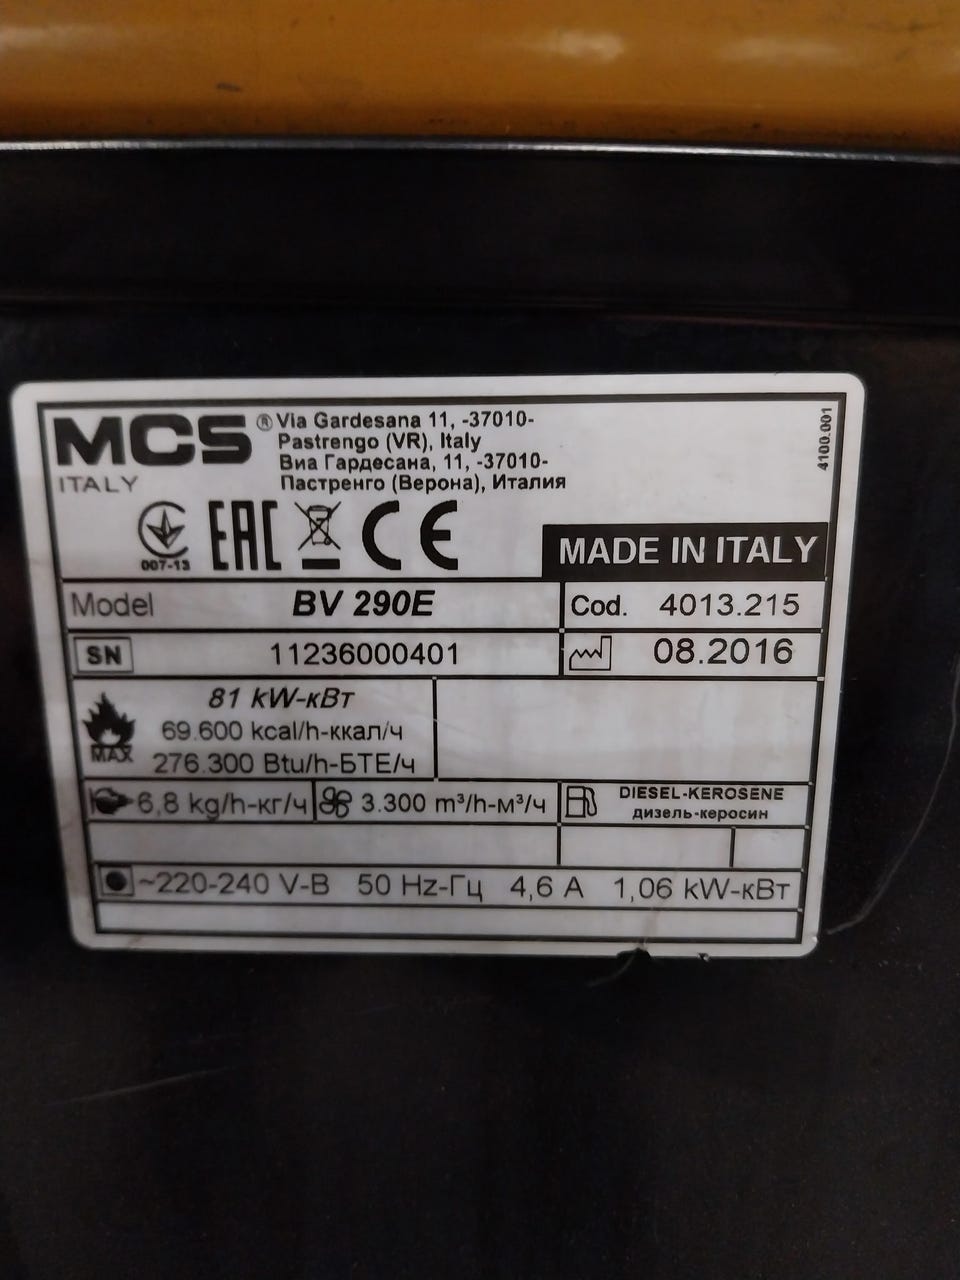 MCS
ITALY
® Via Gardesana 11, -37010-
Pastrengo (VR), Italy
Виа Гардесана, 11, -37010-
Пастренго (Верона), Италия
4100.001
007-13
EAC
CE
MADE IN ITALY
Model BV 290E Cod. 4013.215
SN 11236000401 08.2016
81 kW-кВт
69.600 kcal/h-ккал/ч
MAX 276.300 Btu/h-БТЕ/ч
6,8 kg/h-кг/ч 3.300 m³/h-м³/ч DIESEL-KEROSENE
дизель-керосин
~220-240 V-В 50 Hz-Гц 4,6 A 1,06 kW-кВт